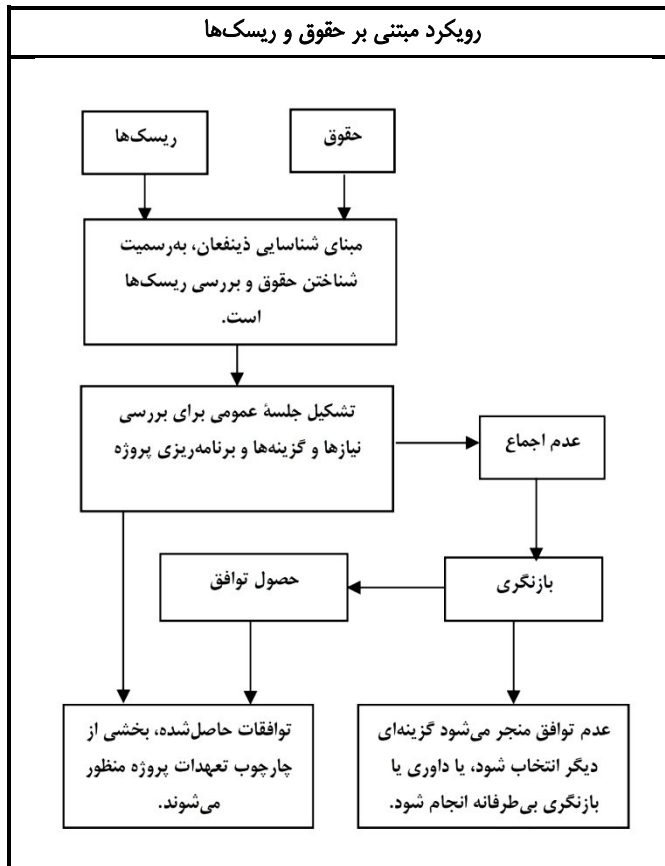 رویکرد مبتنی بر حقوق و ریسک‌ها
حقوق
ریسک‌ها
مبنای شناسایی ذینفعان، به‌رسمیت
شناختن حقوق و بررسی ریسک‌ها
است.
تشکیل جلسهٔ عمومی برای بررسی
نیازها و گزینه‌ها و برنامه‌ریزی پروژه
عدم اجماع
بازنگری
حصول توافق
عدم توافق منجر می‌شود گزینه‌ای
دیگر انتخاب شود، یا داوری یا
بازنگری بی‌طرفانه انجام شود.
توافقات حاصل‌شده، بخشی از
چارچوب تعهدات پروژه منظور
می‌شوند.